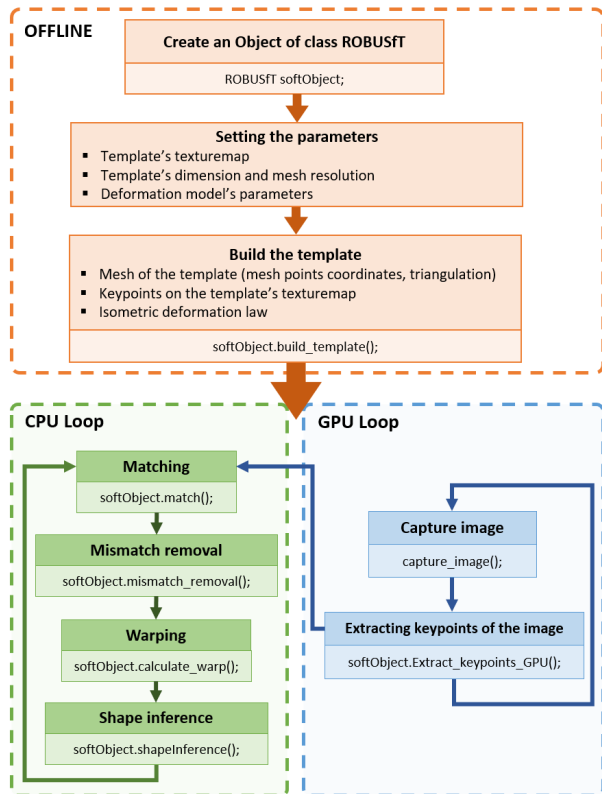 OFFLINE
Create an Object of class ROBUSfT
ROBUSfT softObject;
Setting the parameters
▪ Template's texturemap
▪ Template's dimension and mesh resolution
▪ Deformation model's parameters
Build the template
▪ Mesh of the template (mesh points coordinates, triangulation)
▪ Keypoints on the template's texturemap
▪ Isometric deformation law
softObject.build_template();
CPU Loop
Matching
softObject.match();
Mismatch removal
softObject.mismatch_removal();
Warping
softObject.calculate_warp();
Shape inference
softObject.shapeInference();
GPU Loop
Capture image
capture_image();
Extracting keypoints of the image
softObject.Extract_keypoints_GPU();